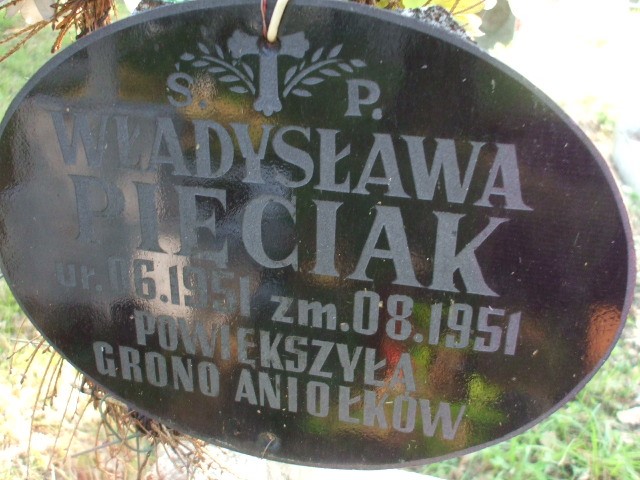 Ś. P.
WŁADYSŁAWA
PIĘCIAK
ur.06.1951 zm.08.1951
POWIĘKSZYŁA
GRONO ANIOŁKÓW